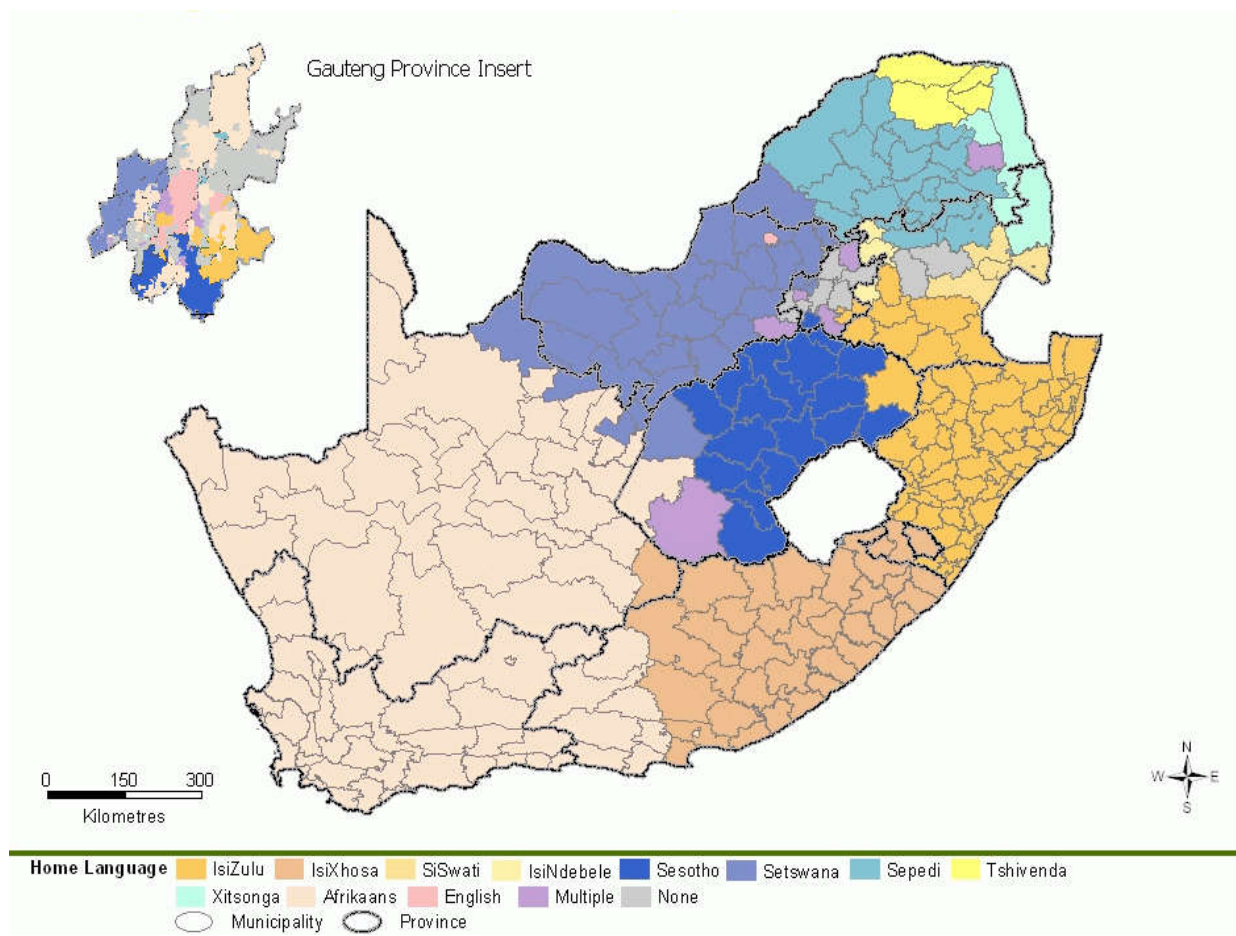 Gauteng Province Insert
0 150 300
Kilometres
N
W E
S
Home Language IsiZulu IsiXhosa SiSwati IsiNdebele Sesotho Setswana Sepedi Tshivenda
Xitsonga Afrikaans English Multiple None
Municipality Province